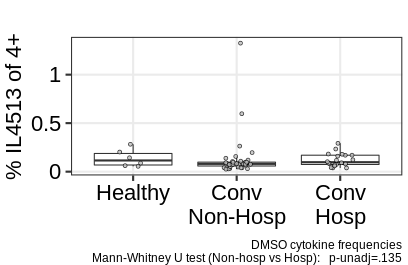 % IL4513 of 4+
1
0.5
0
Healthy
Conv
Non-Hosp
Conv
Hosp
DMSO cytokine frequencies
Mann-Whitney U test (Non-hosp vs Hosp):  p-unadj=.135